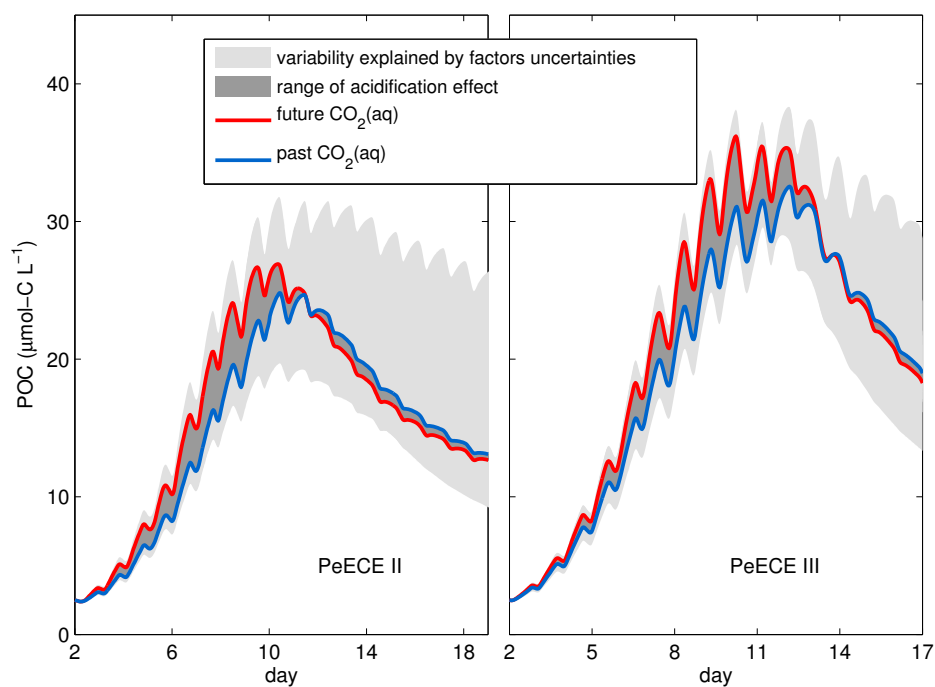 variability explained by factors uncertainties
range of acidification effect
future CO2(aq)
past CO2(aq)
POC (μmol−C L−1)
40
30
20
10
0
PeECE II
PeECE III
2 6 10 14 18
2 5 8 11 14 17
day
day